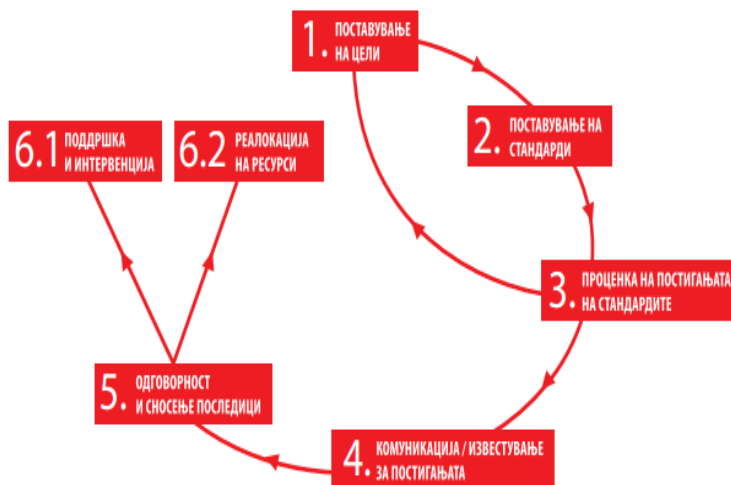 1. ПОСТАВУВАЊЕ
НА ЦЕЛИ
2. ПОСТАВУВАЊЕ НА
СТАНДАРДИ
3. ПРОЦЕНКА НА ПОСТИГАЊАТА
НА СТАНДАРДИТЕ
4. КОМУНИКАЦИЈА / ИЗВЕСТУВАЊЕ
ЗА ПОСТИГАЊАТА
5. ОДГОВОРНОСТ
И СНОСЕЊЕ ПОСЛЕДИЦИ
6.1 ПОДДРШКА
И ИНТЕРВЕНЦИЈА
6.2 РЕАЛОКАЦИЈА
НА РЕСУРСИ